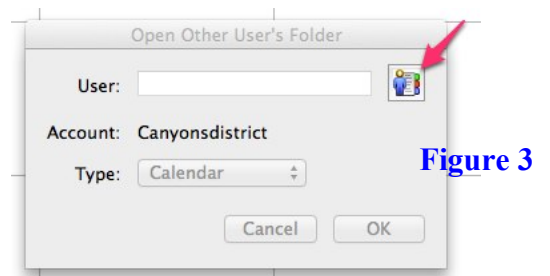 Open Other User's Folder
User:
Account: Canyonsdistrict
Figure 3
Type: Calendar
Cancel OK